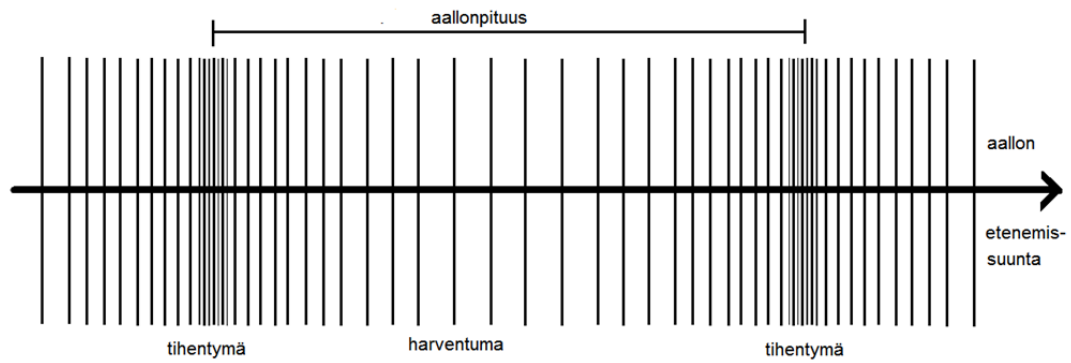 aallonpituus
aallon
etenemis-
suunta
tihentymä
harventuma
tihentymä